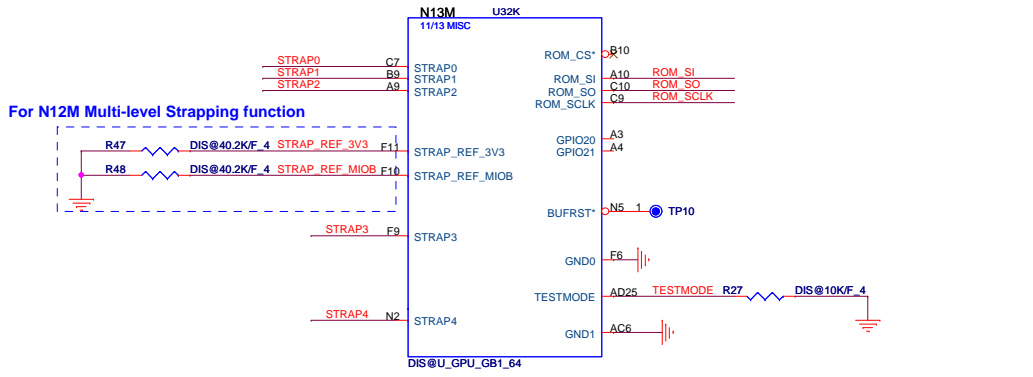 N13M U32K
11/13 MISC
B10
ROM_CS*
STRAP0 C7 STRAP0
STRAP1 B9 STRAP1
STRAP2 A9 STRAP2
A10 ROM_SI ROM_SI
C10 ROM_SO ROM_SO
C9 ROM_SCLK ROM_SCLK
For N12M Multi-level Strapping function
A3 GPIO20
A4 GPIO21
R47 DIS@40.2K/F_4 STRAP_REF_3V3 F11 STRAP_REF_3V3
R48 DIS@40.2K/F_4 STRAP_REF_MIOB F10 STRAP_REF_MIOB
BUFRST* N5 1 TP10
STRAP3 F9 STRAP3
GND0 F6
TESTMODE AD25 TESTMODE R27 DIS@10K/F_4
STRAP4 N2 STRAP4
GND1 AC6
DIS@U_GPU_GB1_64